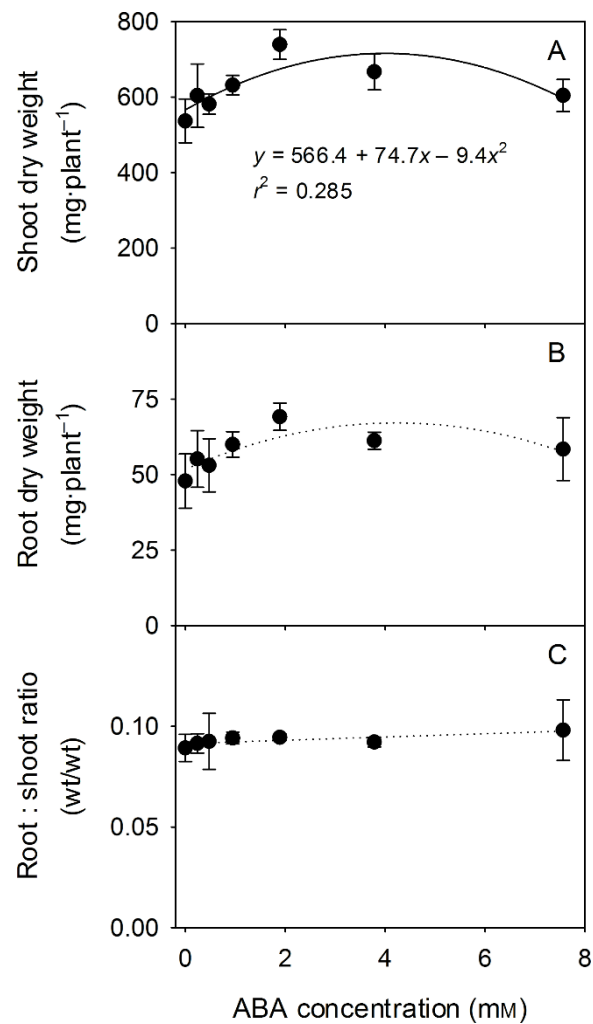 800
600
400
200
0
Shoot dry weight
(mg·plant⁻¹)
A
y = 566.4 + 74.7x – 9.4x²
r² = 0.285
75
50
25
0
Root dry weight
(mg·plant⁻¹)
B
0.10
0.05
0.00
Root : shoot ratio
(wt/wt)
C
0 2 4 6 8
ABA concentration (mM)